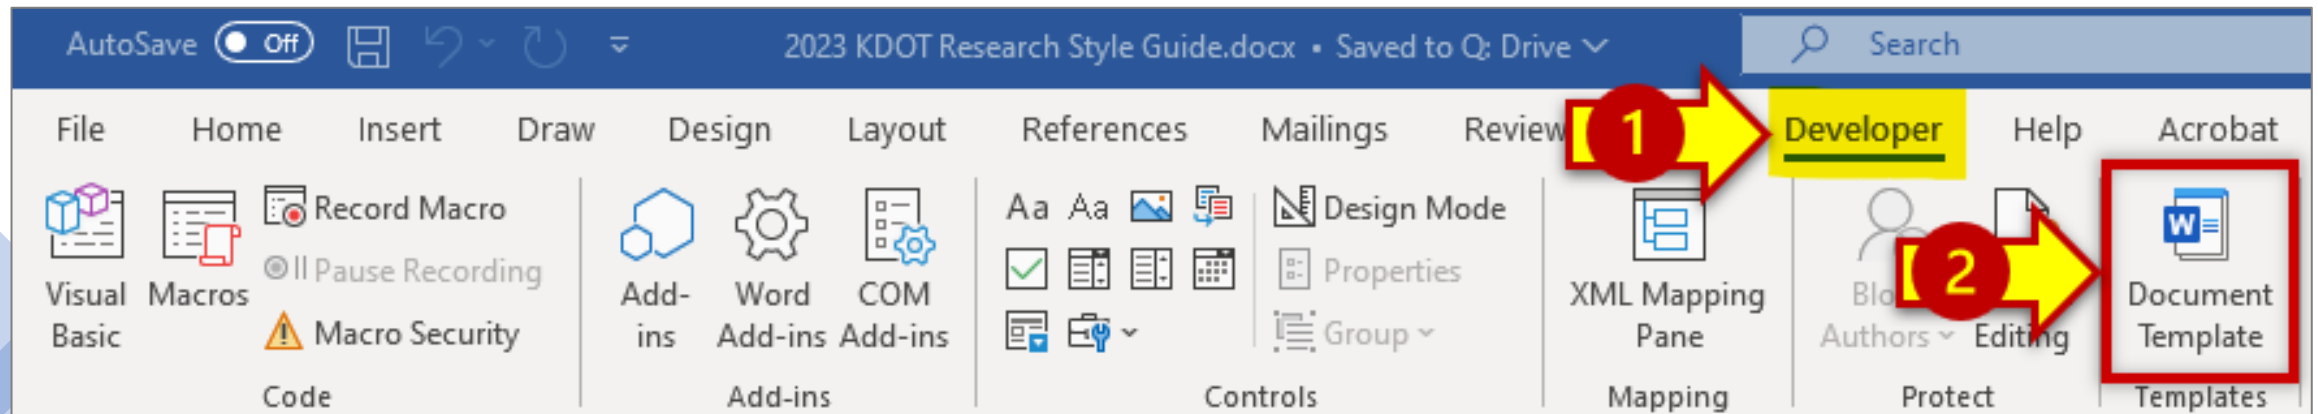 AutoSave Off 2023 KDOT Research Style Guide.docx • Saved to Q: Drive Search
File Home Insert Draw Design Layout References Mailings Review 1 Developer Help Acrobat
Record Macro Aa Aa Design Mode
Pause Recording Properties 2
Visual Basic Macros Add-ins Word Add-ins COM Add-ins XML Mapping Pane Authors Editing Document Template
Macro Security Group
Code Add-ins Controls Mapping Protect Templates